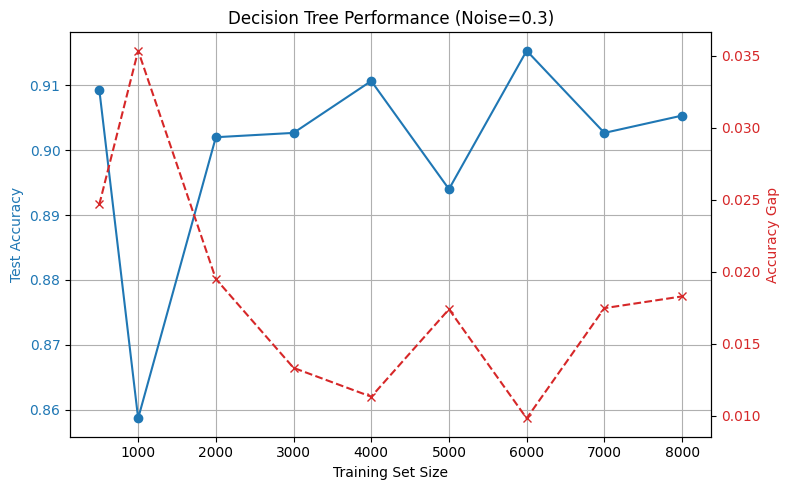 Decision Tree Performance (Noise=0.3)
Test Accuracy
0.91
0.90
0.89
0.88
0.87
0.86
0.035
0.030
0.025
0.020
0.015
0.010
Accuracy Gap
1000 2000 3000 4000 5000 6000 7000 8000
Training Set Size